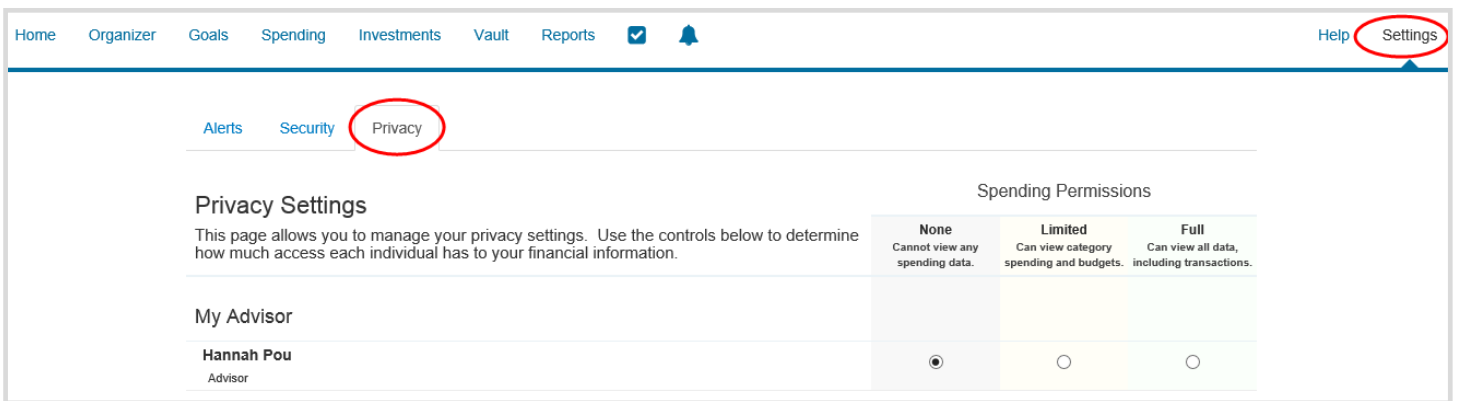 Home Organizer Goals Spending Investments Vault Reports Help Settings
Alerts Security Privacy
Spending Permissions
Privacy Settings
This page allows you to manage your privacy settings. Use the controls below to determine
how much access each individual has to your financial information.
None Limited Full
Cannot view any Can view category Can view all data,
spending data. spending and budgets. including transactions.
My Advisor
Hannah Pou
Advisor